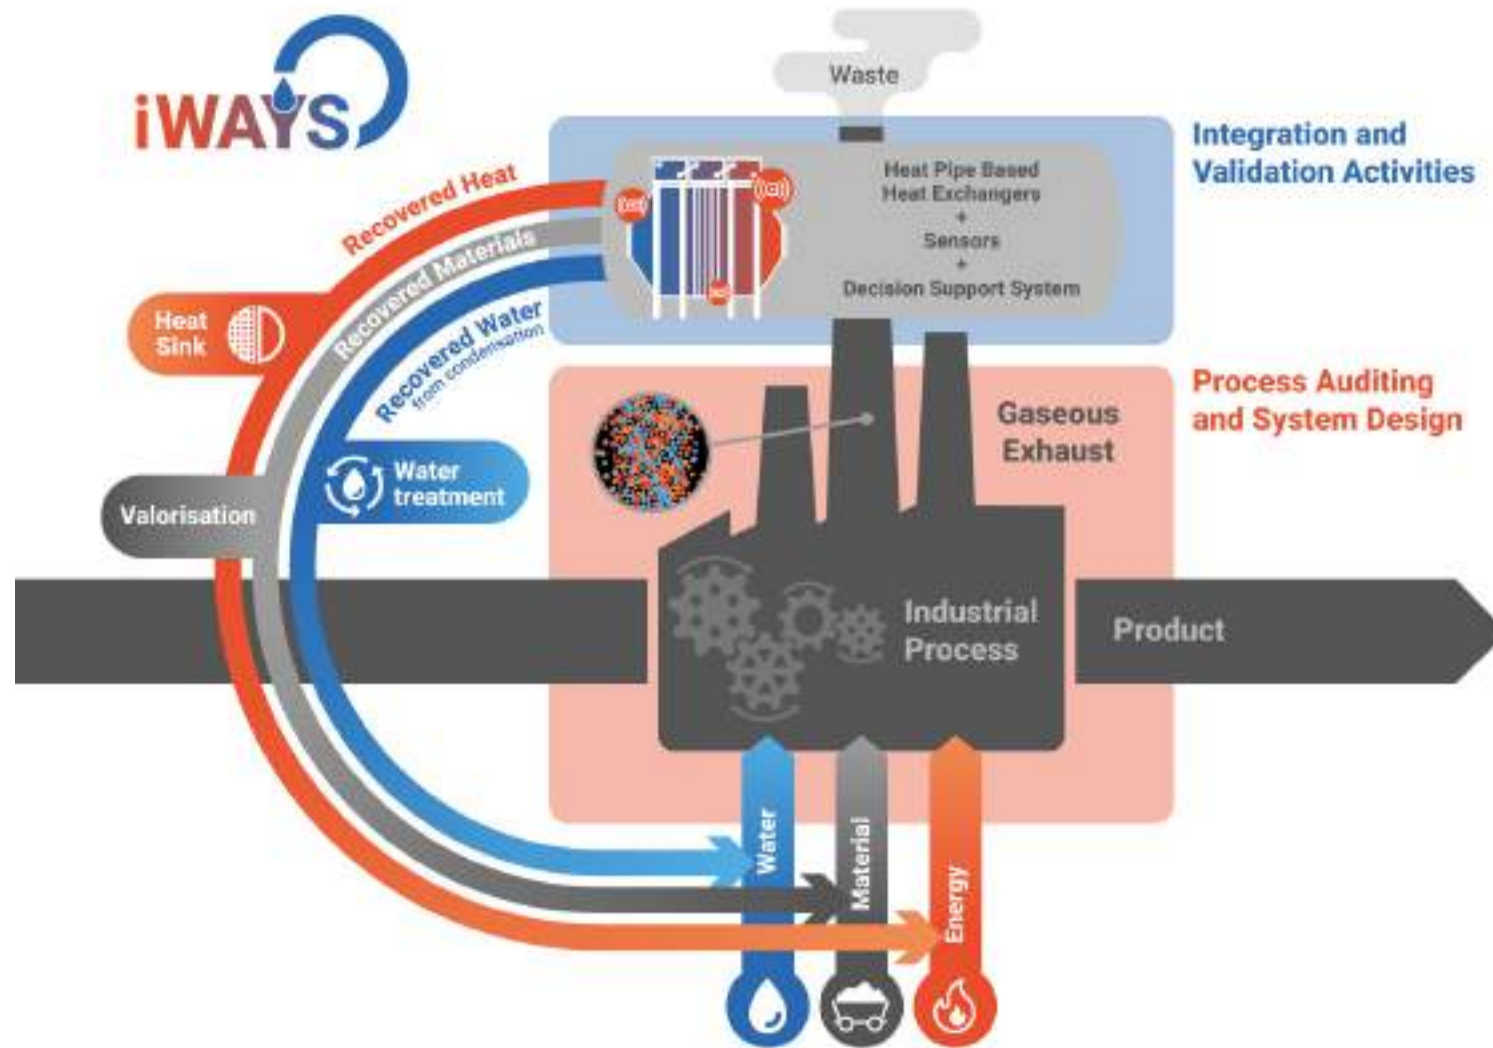 iWAYS
Waste
Integration and
Validation Activities
Heat Pipe Based
Heat Exchangers
+
Sensors
+
Decision Support System
Recovered Heat
Recovered Materials
Recovered Water
from condensation
Heat
Sink
Process Auditing
and System Design
Gaseous
Exhaust
Water
treatment
Valorisation
Industrial
Process
Product
Water
Material
Energy